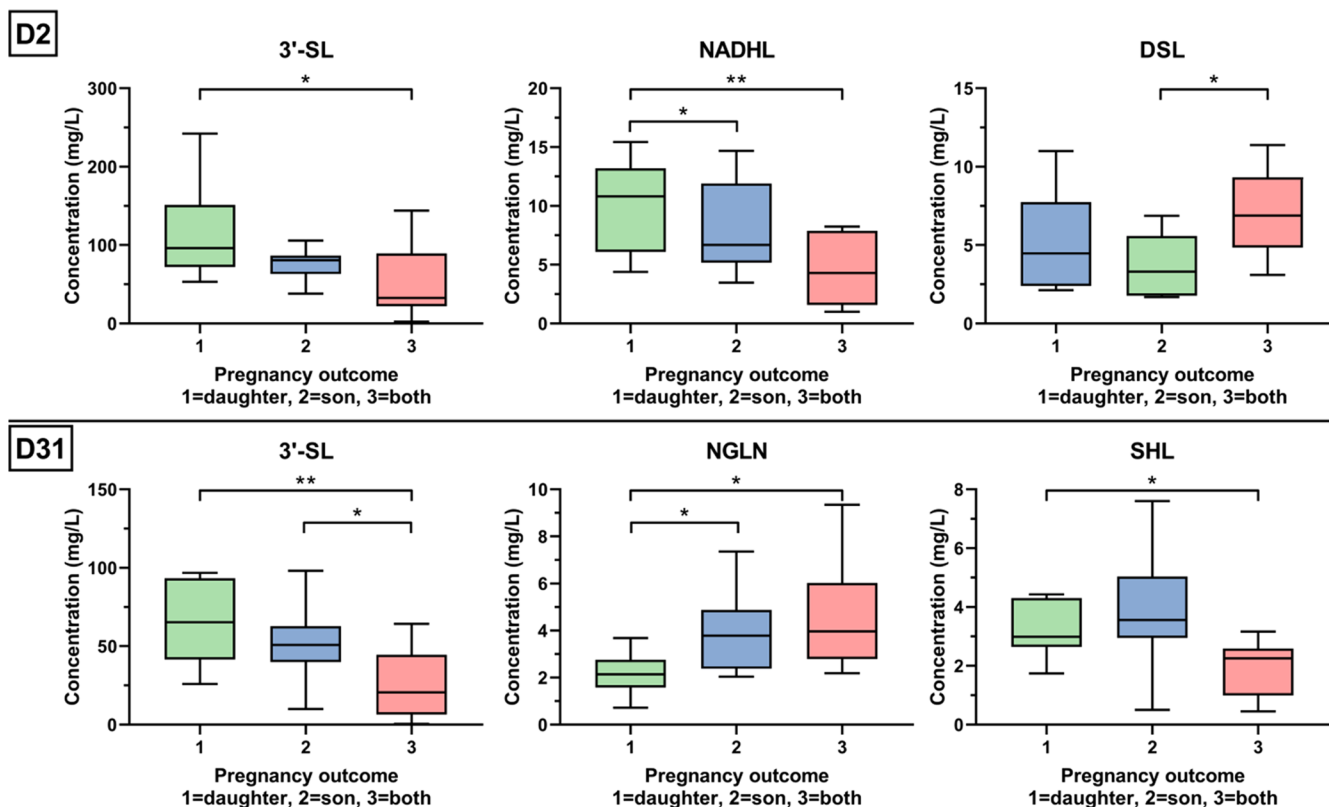 D2
3'-SL
*
300
200
100
0
Concentration (mg/L)
1 2 3
Pregnancy outcome
1=daughter, 2=son, 3=both
NADHL
**
*
20
15
10
5
0
Concentration (mg/L)
1 2 3
Pregnancy outcome
1=daughter, 2=son, 3=both
DSL
*
15
10
5
0
Concentration (mg/L)
1 2 3
Pregnancy outcome
1=daughter, 2=son, 3=both
D31
3'-SL
**
*
150
100
50
0
Concentration (mg/L)
1 2 3
Pregnancy outcome
1=daughter, 2=son, 3=both
NGLN
*
*
10
8
6
4
2
0
Concentration (mg/L)
1 2 3
Pregnancy outcome
1=daughter, 2=son, 3=both
SHL
*
8
6
4
2
0
Concentration (mg/L)
1 2 3
Pregnancy outcome
1=daughter, 2=son, 3=both